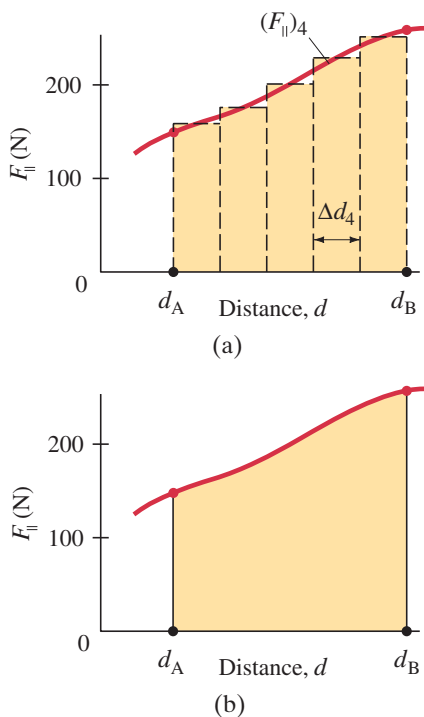 (F∥)4
200
F∥ (N)
100
Δd4
0
dA Distance, d dB
(a)
200
F∥ (N)
100
0
dA Distance, d dB
(b)